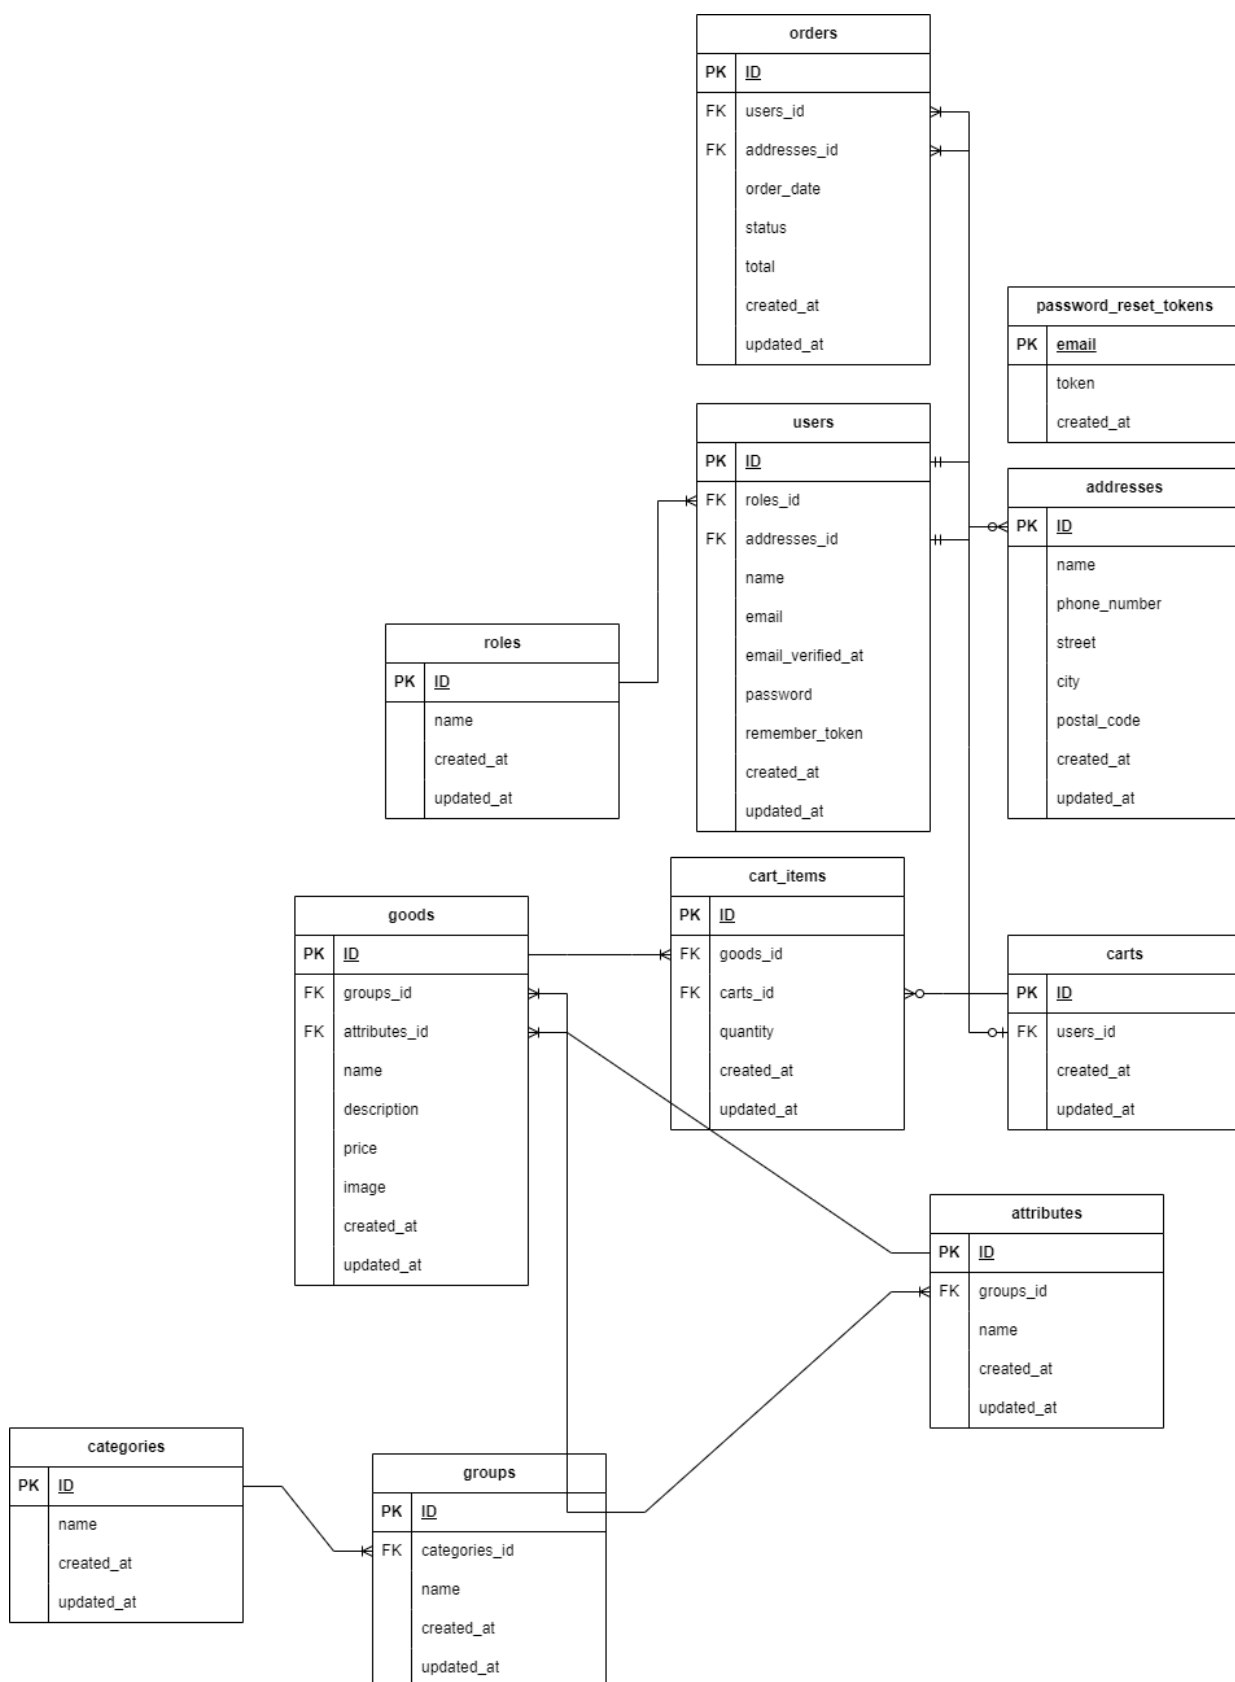 orders
PK ID
FK users_id
FK addresses_id
order_date
status
total
created_at
updated_at
password_reset_tokens
PK email
token
created_at
users
PK ID
FK roles_id
FK addresses_id
name
email
email_verified_at
password
remember_token
created_at
updated_at
addresses
PK ID
name
phone_number
street
city
postal_code
created_at
updated_at
roles
PK ID
name
created_at
updated_at
cart_items
PK ID
FK goods_id
FK carts_id
quantity
created_at
updated_at
goods
PK ID
FK groups_id
FK attributes_id
name
description
price
image
created_at
updated_at
carts
PK ID
FK users_id
created_at
updated_at
attributes
PK ID
FK groups_id
name
created_at
updated_at
categories
PK ID
name
created_at
updated_at
groups
PK ID
FK categories_id
name
created_at
updated_at